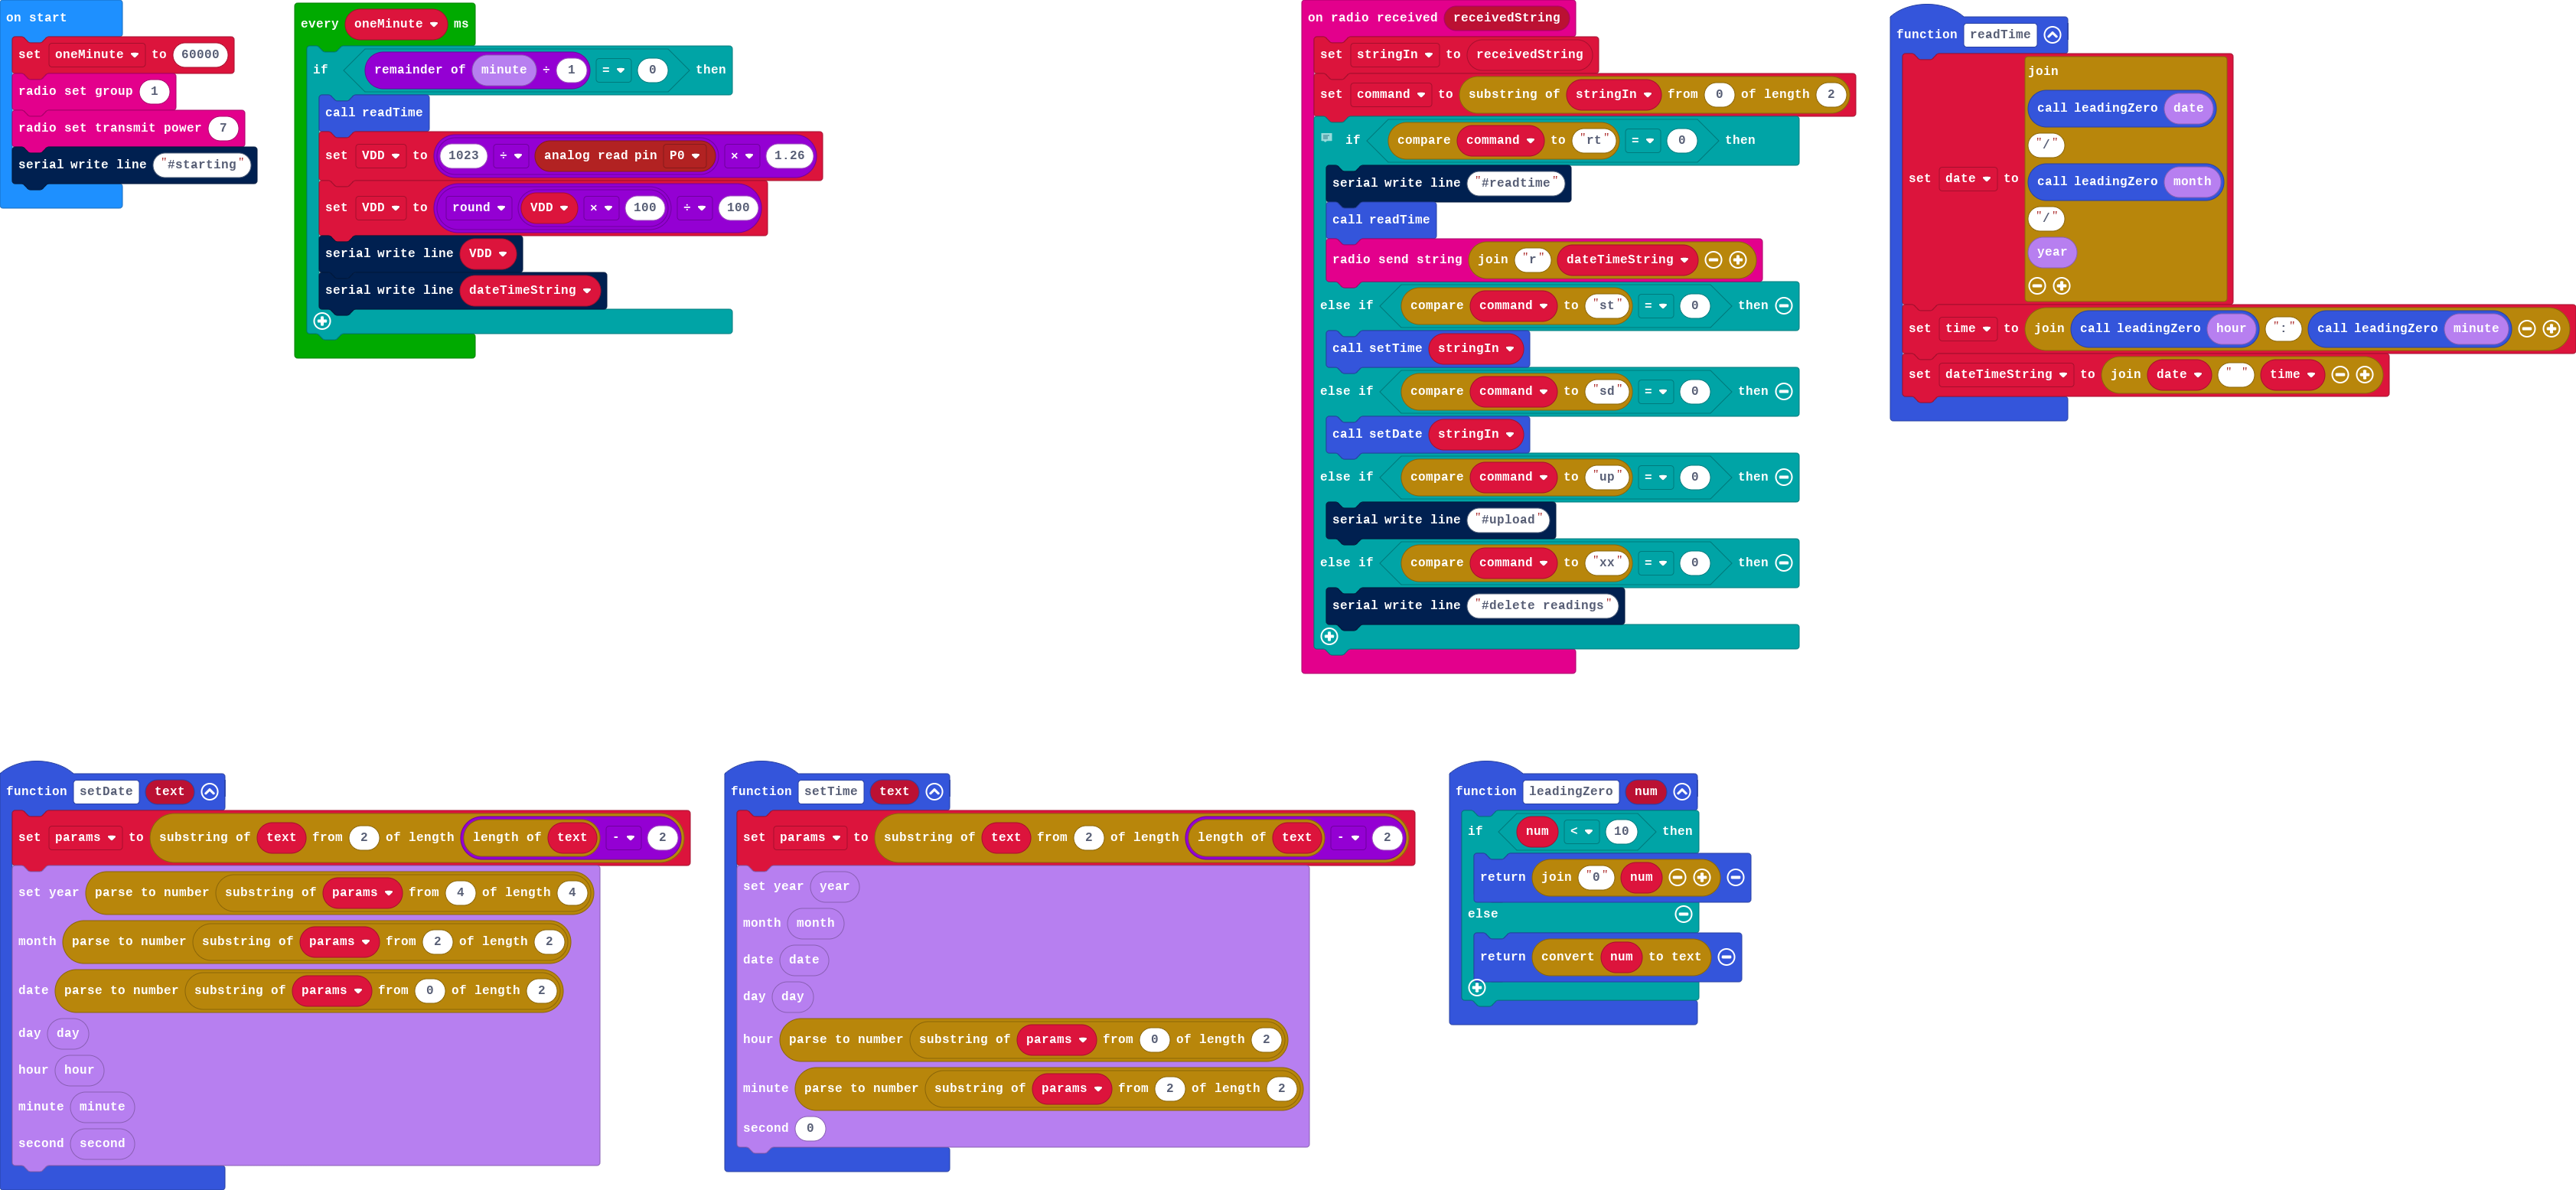 on start
set oneMinute to 60000
radio set group 1
radio set transmit power 7
serial write line "#starting"
every oneMinute ms
if remainder of minute ÷ 1 = 0 then
call readTime
set VDD to 1023 ÷ analog read pin P0 × 1.26
set VDD to round VDD × 100 ÷ 100
serial write line VDD
serial write line dateTimeString
on radio received receivedString
set stringIn to receivedString
set command to substring of stringIn from 0 of length 2
if compare command to "rt" = 0 then
serial write line "#readtime"
call readTime
radio send string join "r" dateTimeString
else if compare command to "st" = 0 then
call setTime stringIn
else if compare command to "sd" = 0 then
call setDate stringIn
else if compare command to "up" = 0 then
serial write line "#upload"
else if compare command to "xx" = 0 then
serial write line "#delete readings"
function readTime
set date to
join
call leadingZero date
"/"
call leadingZero month
"/"
year
set time to join call leadingZero hour ":" call leadingZero minute
set dateTimeString to join date " " time
function setDate text
set params to substring of text from 2 of length length of text - 2
set year parse to number substring of params from 4 of length 4
month parse to number substring of params from 2 of length 2
date parse to number substring of params from 0 of length 2
day day
hour hour
minute minute
second second
function setTime text
set params to substring of text from 2 of length length of text - 2
set year year
month month
date date
day day
hour parse to number substring of params from 0 of length 2
minute parse to number substring of params from 2 of length 2
second 0
function leadingZero num
if num < 10 then
return join "0" num
else
return convert num to text